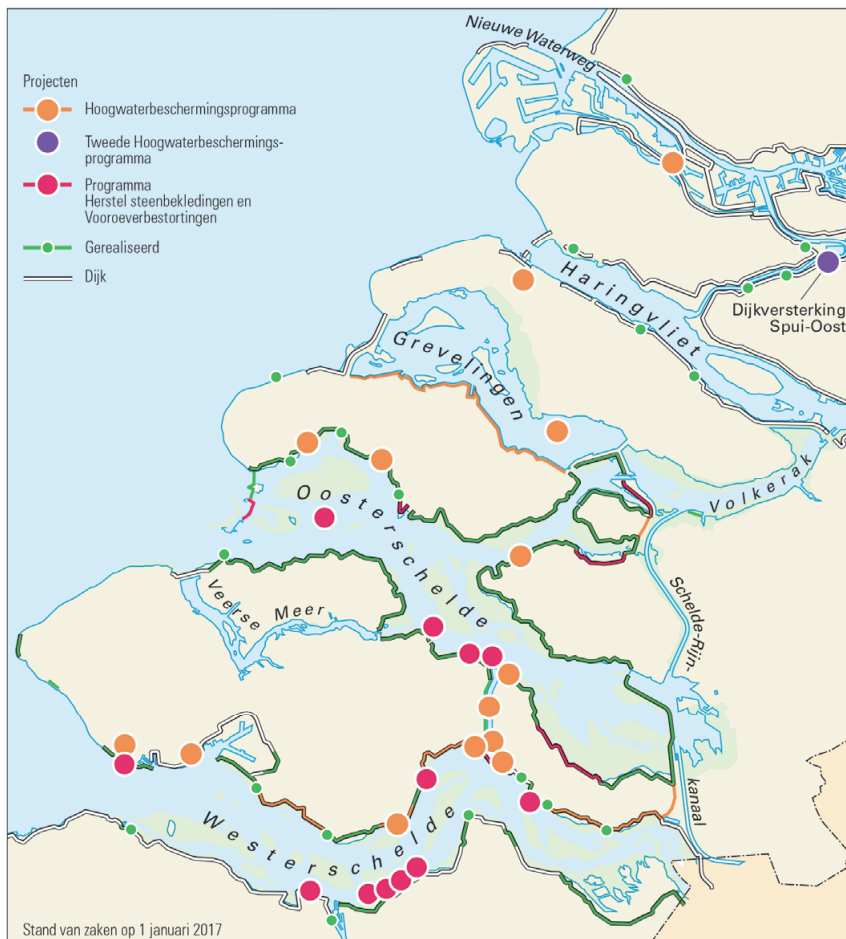 Projecten
Hoogwaterbeschermingsprogramma
Tweede Hoogwaterbeschermings-
programma
Programma
Herstel steenbekledingen en
Vooroeverbestortingen
Gerealiseerd
Dijk
Nieuwe Waterweg
Haringvliet
Dijkversterking
Spui-Oost
Grevelingen
Volkerak
Oosterschelde
Schelde-Rijn-
kanaal
Veerse Meer
Westerschelde
Stand van zaken op 1 januari 2017